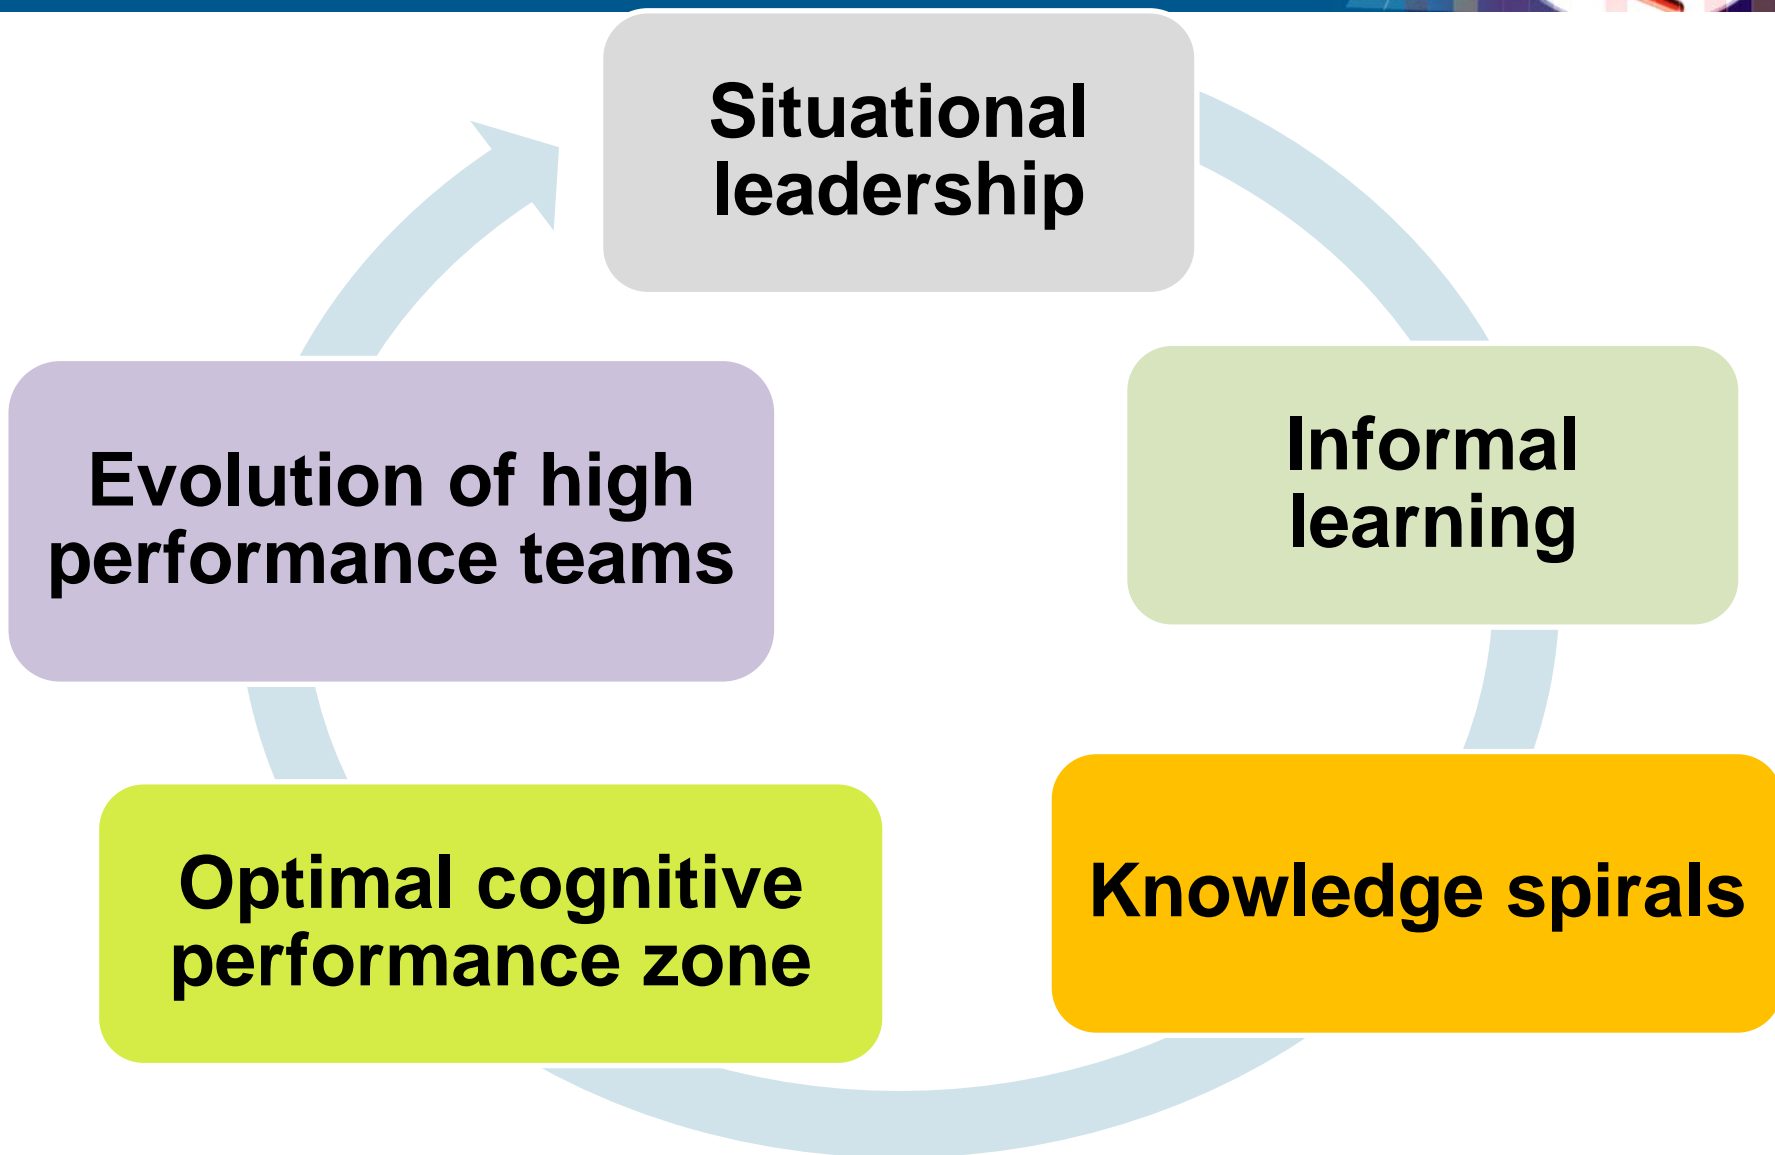 Situational
leadership
Informal
learning
Knowledge spirals
Optimal cognitive
performance zone
Evolution of high
performance teams